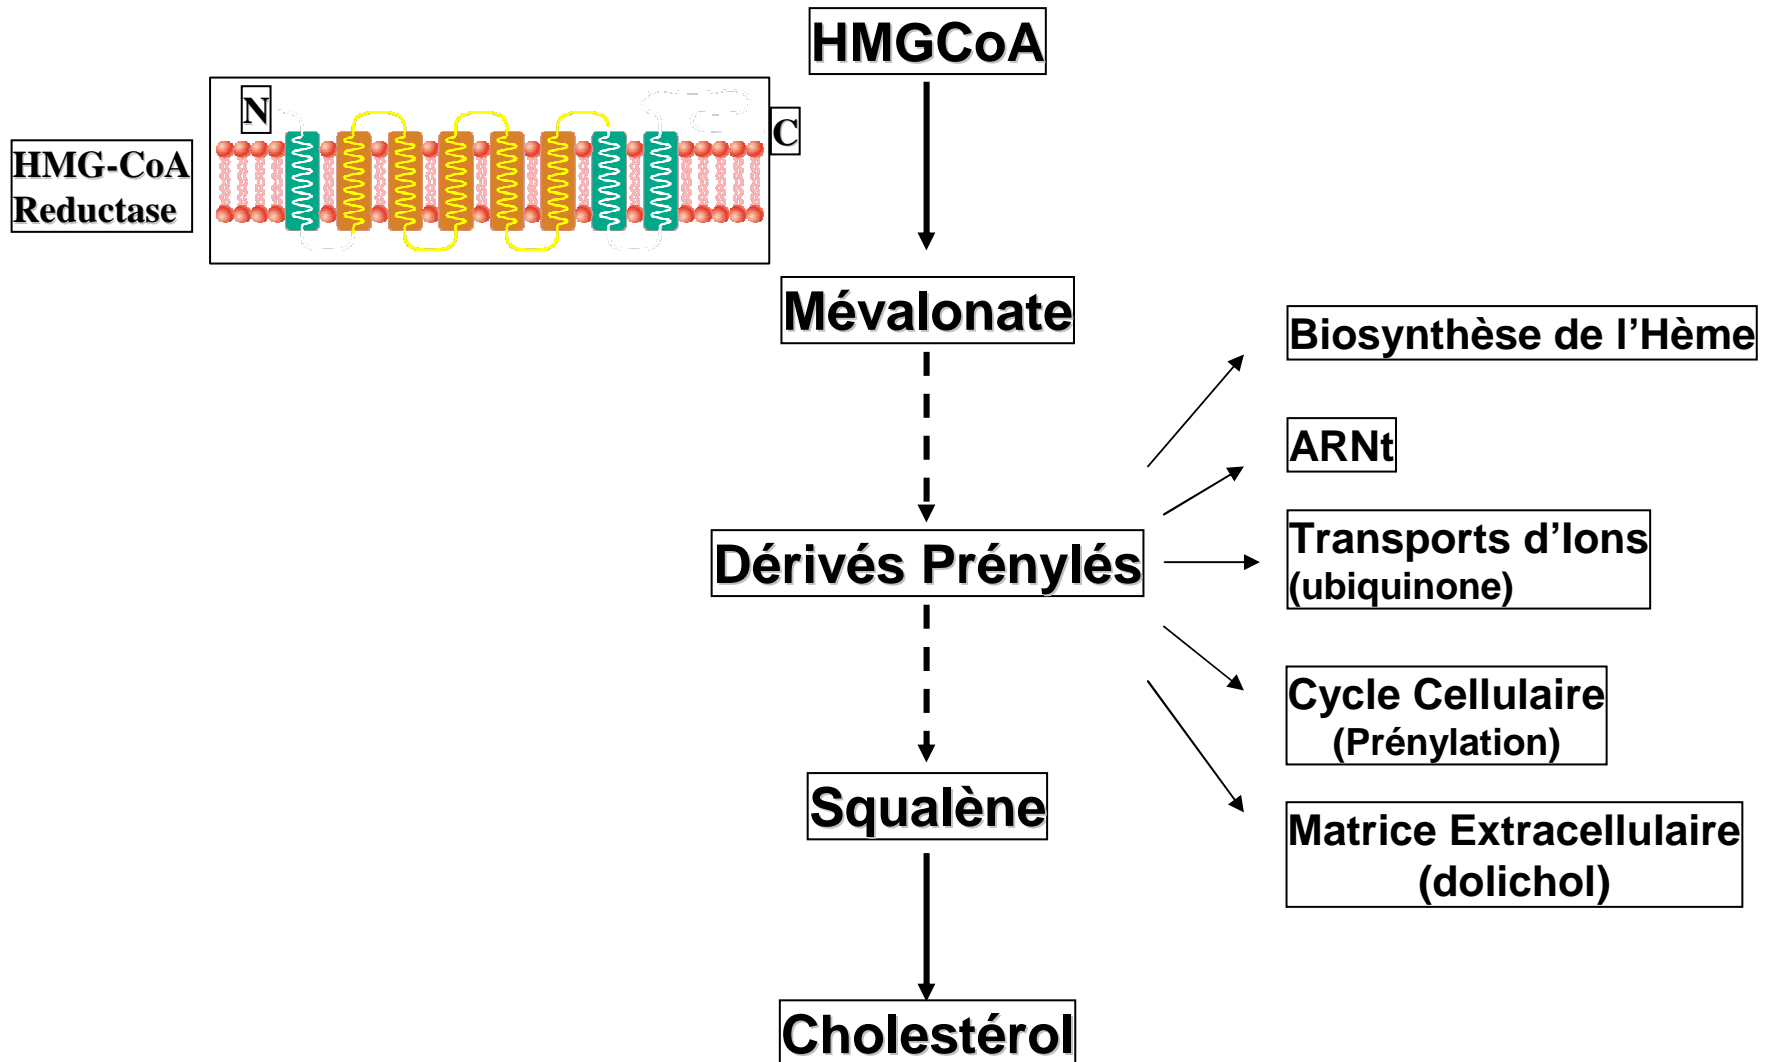 HMGCoA
N
C
HMG-CoA
Reductase
Mévalonate
Biosynthèse de l’Hème
ARNt
Dérivés Prénylés
Transports d’Ions
(ubiquinone)
Cycle Cellulaire
(Prénylation)
Squalène
Matrice Extracellulaire
(dolichol)
Cholestérol